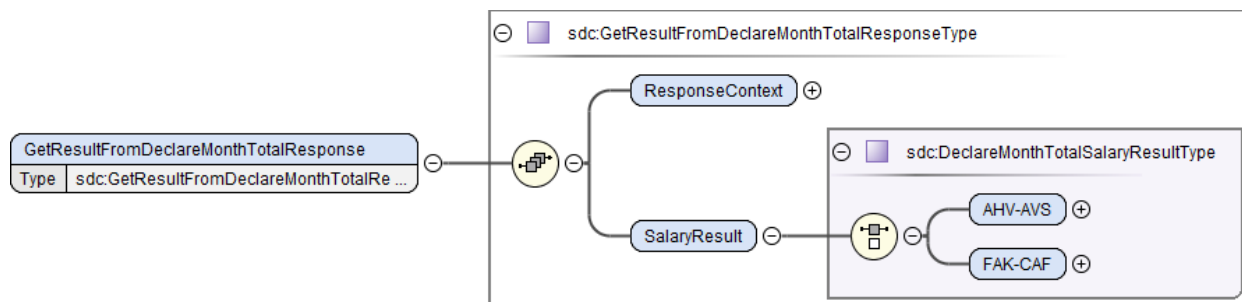 sdc:GetResultFromDeclareMonthTotalResponseType
ResponseContext
GetResultFromDeclareMonthTotalResponse
Type sdc:GetResultFromDeclareMonthTotalRe ...
sdc:DeclareMonthTotalSalaryResultType
AHV-AVS
SalaryResult
FAK-CAF